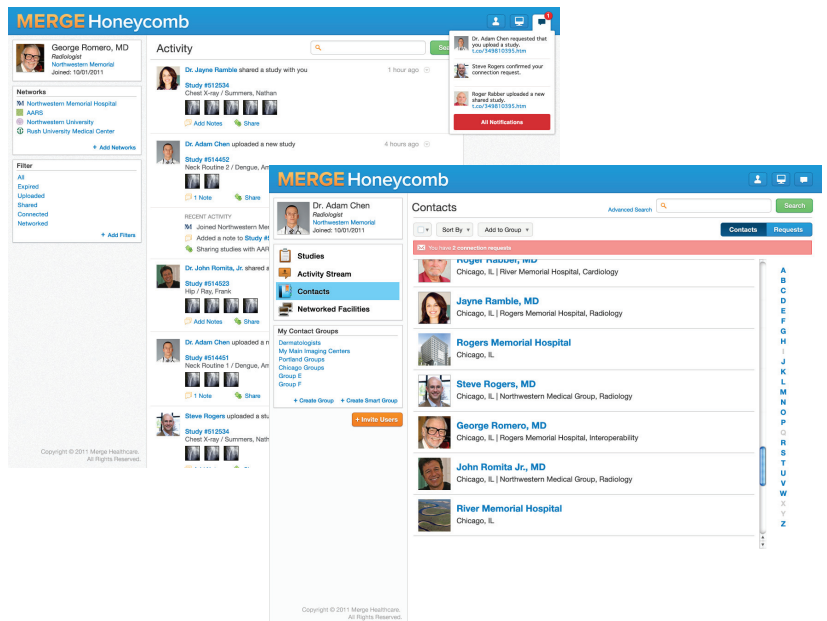 MERGE Honeycomb
1
George Romero, MD
Radiologist
Northwestern Memorial
Joined: 10/01/2011
Networks
Northwestern Memorial Hospital
AARS
Northwestern University
Rush University Medical Center
+ Add Networks
Filter
All
Expired
Uploaded
Shared
Connected
Networked
+ Add Filters
Copyright © 2011 Merge Healthcare.
All Rights Reserved.
Activity
Dr. Jayne Ramble shared a study with you
1 hour ago
Study #512534
Chest X-ray / Summers, Nathan
Add Notes
Share
Dr. Adam Chen uploaded a new study
4 hours ago
Study #514452
Neck Routine 2 / Dengue,
1 Note
Share
RECENT ACTIVITY
Joined Northwestern
Added a note to
Sharing studies with
Dr. John Romita, Jr. shared a
Study #514523
Hip / Ray, Frank
Add Notes
Share
Dr. Adam Chen uploaded a
Study #514451
Neck Routine 1 / Dengue,
1 Note
Share
Steve Rogers uploaded a
Study #512534
Chest X-ray / Summers,
Dr. Adam Chen requested that
you upload a study.
t.co/349810395.htm
Steve Rogers confirmed your
connection request.
Roger Rabber uploaded a new
shared study.
t.co/349810395.htm
All Notifications
MERGE Honeycomb
Dr. Adam Chen
Radiologist
Northwestern Memorial
Joined: 10/01/2011
Studies
Activity Stream
Contacts
Networked Facilities
My Contact Groups
Dermatologists
My Main Imaging Centers
Portland Groups
Chicago Groups
Group E
Group F
+ Create Group + Create Smart Group
+ Invite Users
Copyright © 2011 Merge Healthcare.
All Rights Reserved.
Contacts
Advanced Search
Search
Sort By
Add to Group
Contacts
Requests
You have 2 connection requests
Roger Rabber, MD
Chicago, IL | River Memorial Hospital, Cardiology
Jayne Ramble, MD
Chicago, IL | Rogers Memorial Hospital, Radiology
Rogers Memorial Hospital
Chicago, IL
Steve Rogers, MD
Chicago, IL | Northwestern Medical Group, Radiology
George Romero, MD
Chicago, IL | Rogers Memorial Hospital, Interoperability
John Romita Jr., MD
Chicago, IL | Northwestern Medical Group, Radiology
River Memorial Hospital
Chicago, IL
A
B
C
D
E
F
G
H
I
J
K
L
M
N
O
P
Q
R
S
T
U
V
W
X
Y
Z